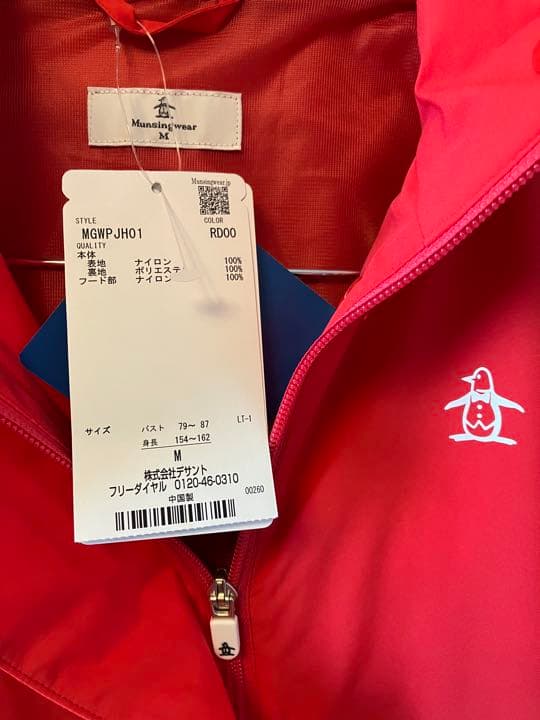 Munsingwear
M
Munsingwear.jp
STYLE
COLOR
MGWPJH01
RD00
QUALITY
本体
表地 ナイロン 100%
裏地 ポリエステル 100%
フード部 ナイロン 100%
サイズ バスト 79～ 87 LT-1
身長 154～162
M
株式会社デサント
フリーダイヤル 0120-46-0310
中国製
00260